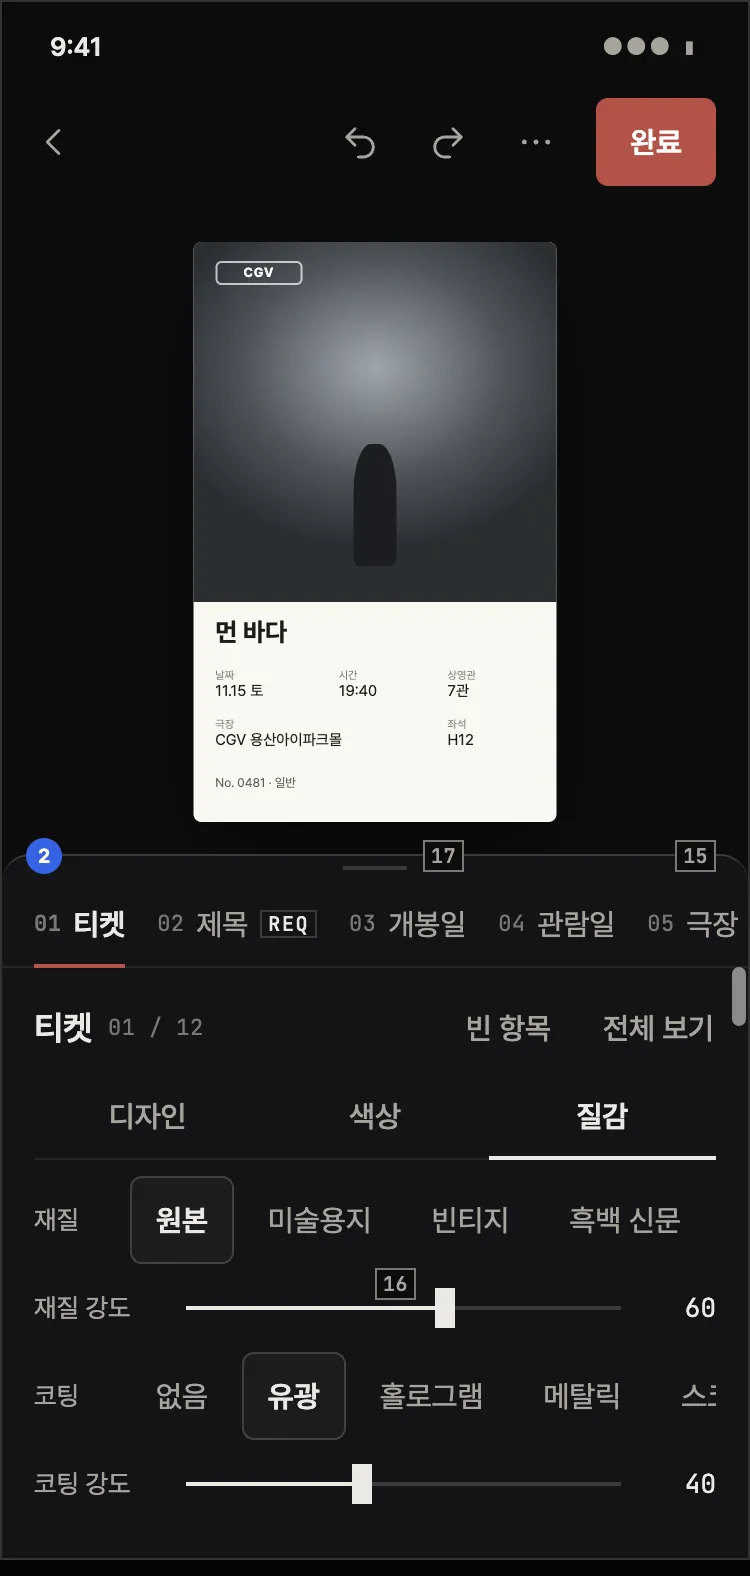 9:41
완료
CGV
먼 바다
날짜 시간 상영관
11.15 토 19:40 7관
극장 좌석
CGV 용산아이파크몰 H12
No. 0481 · 일반
2 17 15
01 티켓 02 제목 REQ 03 개봉일 04 관람일 05 극장
티켓 01 / 12 빈 항목 전체 보기
디자인 색상 질감
재질 원본 미술용지 빈티지 흑백 신문
16
재질 강도 60
코팅 없음 유광 홀로그램 메탈릭
코팅 강도 40